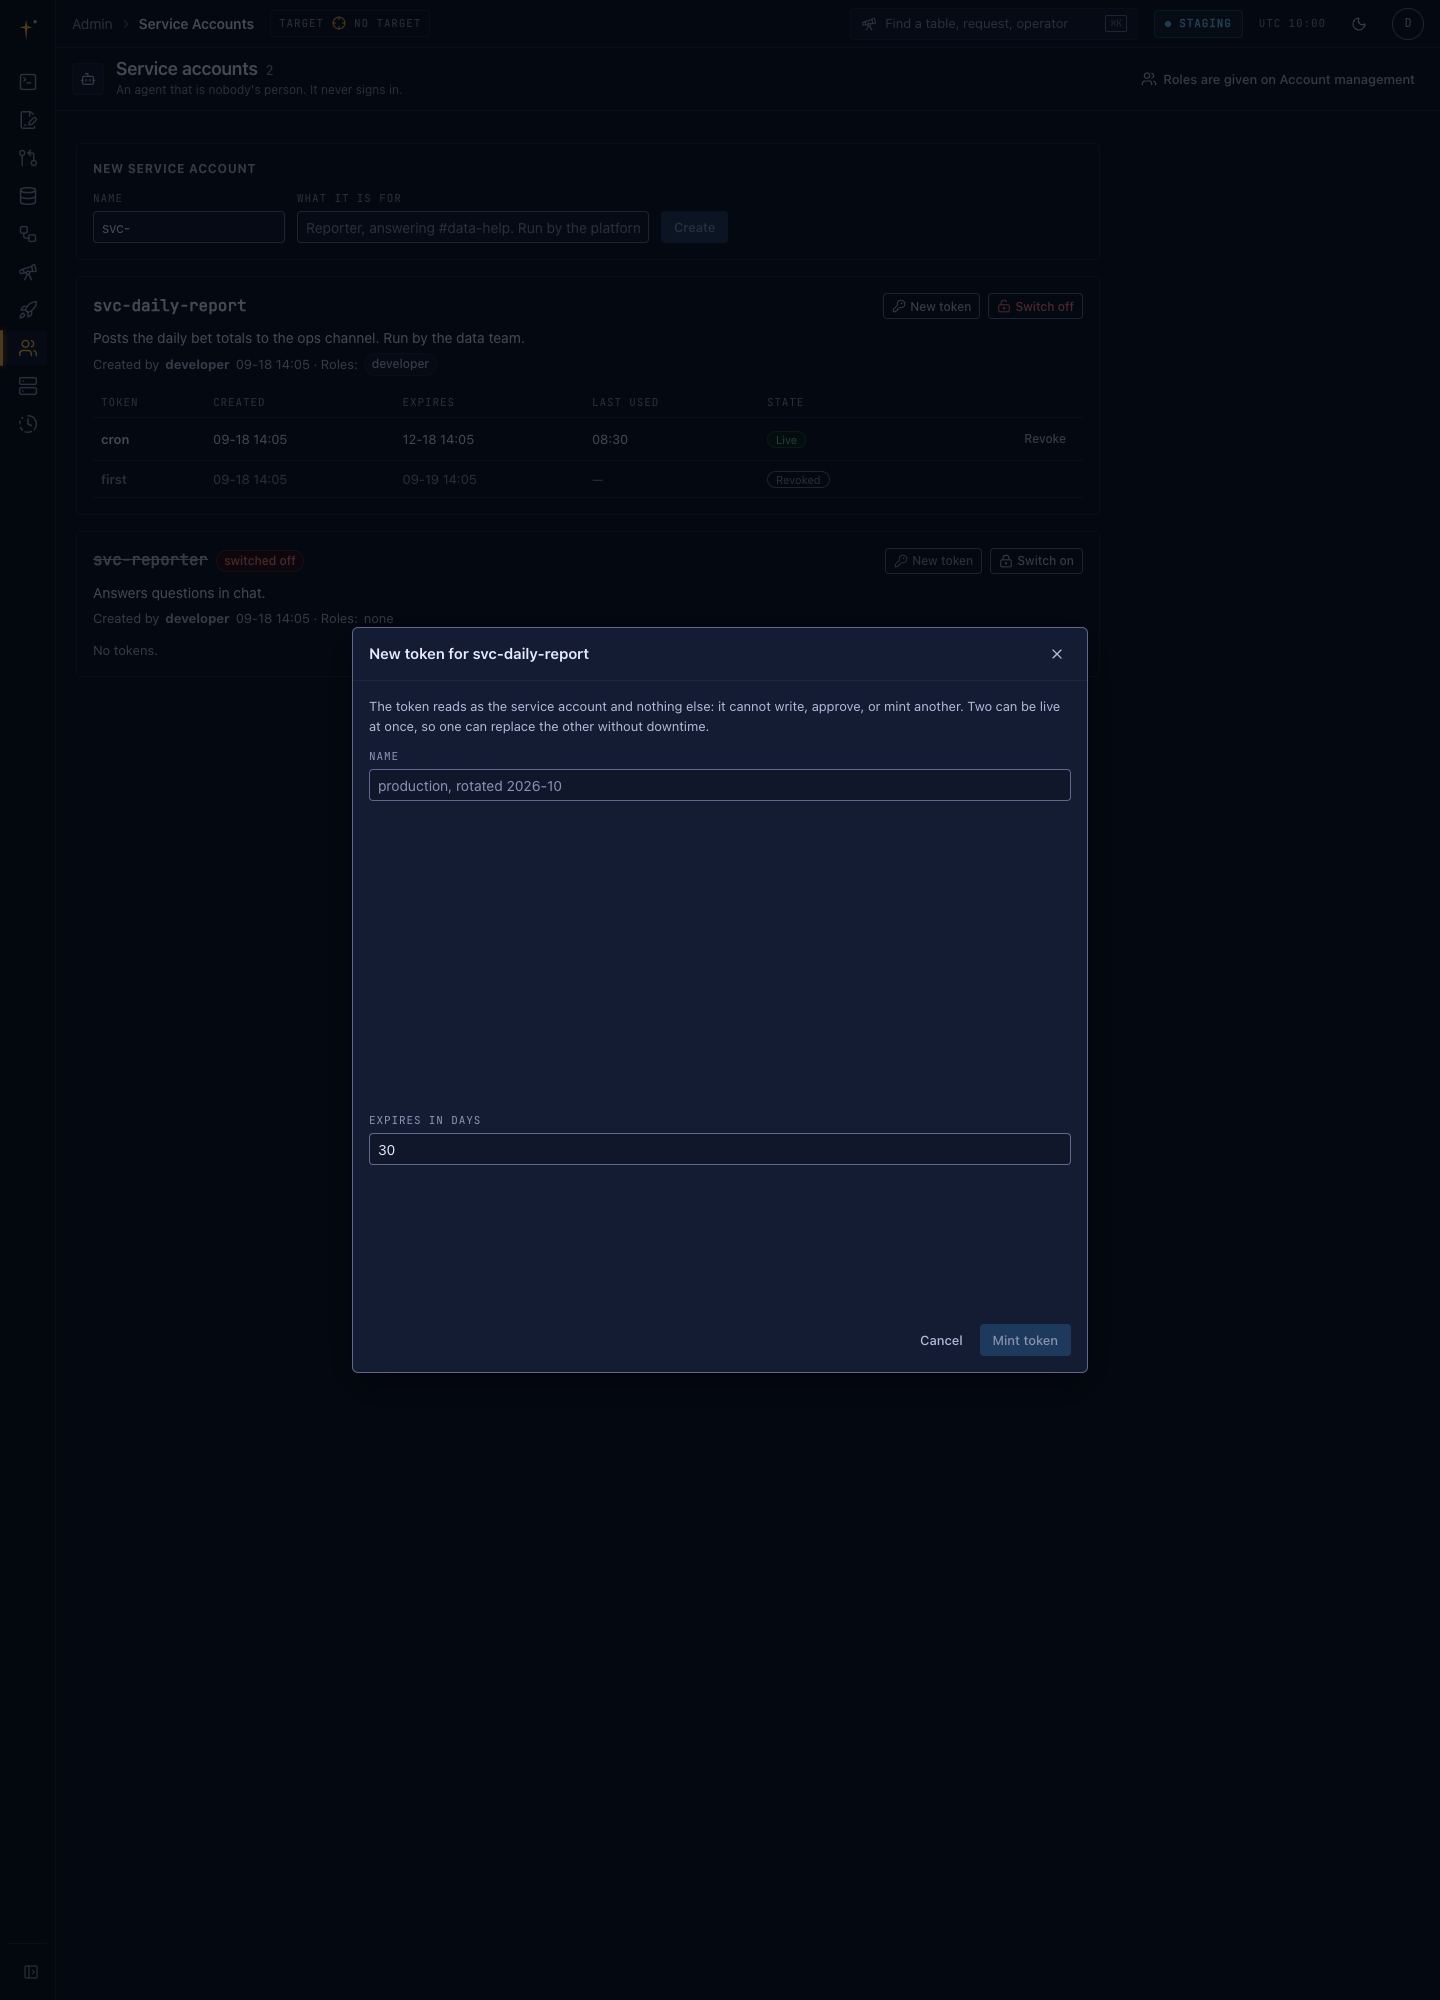 Admin > Service Accounts TARGET NO TARGET Find a table, request, operator ⌘K STAGING UTC 10:00 D
Service accounts 2
An agent that is nobody's person. It never signs in.
Roles are given on Account management
NEW SERVICE ACCOUNT
NAME WHAT IT IS FOR
svc- Reporter, answering #data-help. Run by the platforn Create
svc-daily-report New token Switch off
Posts the daily bet totals to the ops channel. Run by the data team.
Created by developer 09-18 14:05 · Roles: developer
TOKEN CREATED EXPIRES LAST USED STATE
cron 09-18 14:05 12-18 14:05 08:30 Live Revoke
first 09-18 14:05 09-19 14:05 — Revoked
svc-reporter switched off New token Switch on
Answers questions in chat.
Created by developer 09-18 14:05 · Roles: none
No tokens.
New token for svc-daily-report
The token reads as the service account and nothing else: it cannot write, approve, or mint another. Two can be live
at once, so one can replace the other without downtime.
NAME
production, rotated 2026-10
EXPIRES IN DAYS
30
Cancel Mint token